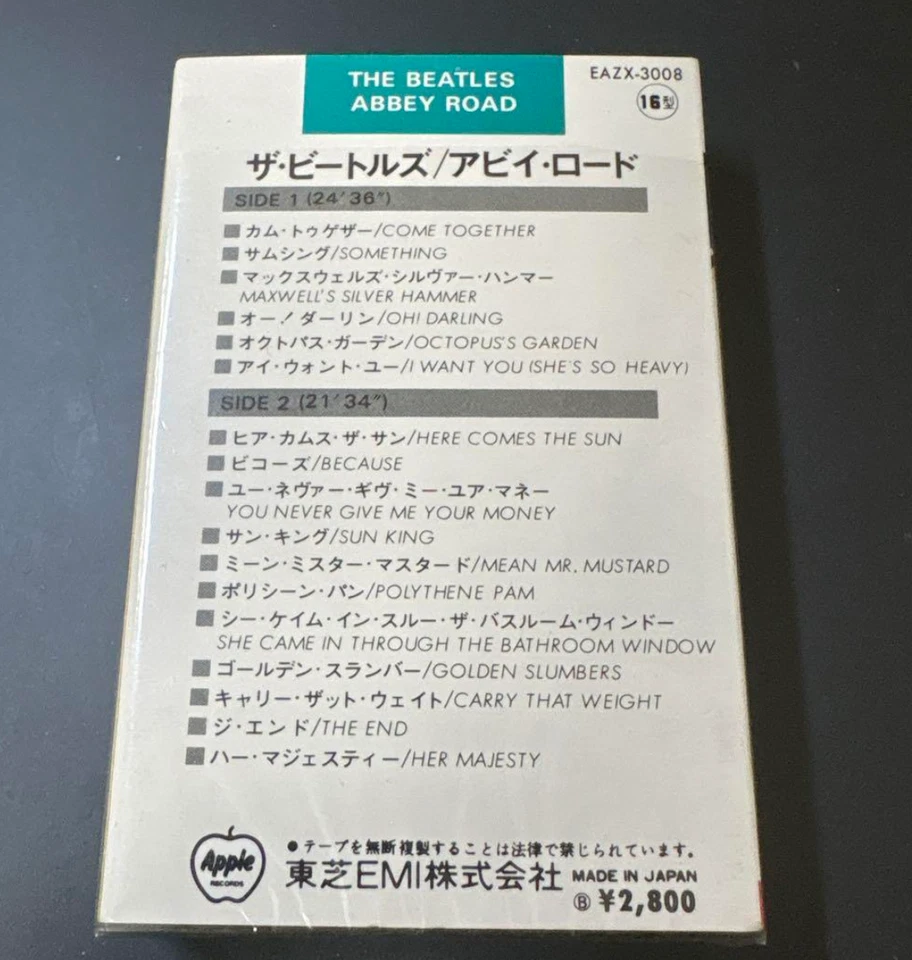 THE BEATLES
ABBEY ROAD
EAZX-3008
16型
ザ・ビートルズ/アビイ・ロード
SIDE 1 (24′36″)
カム・トゥゲザー/COME TOGETHER
サムシング/SOMETHING
マックスウェルズ・シルヴァー・ハンマー
MAXWELL'S SILVER HAMMER
オー！ダーリン/OH! DARLING
オクトパス・ガーデン/OCTOPUS'S GARDEN
アイ・ウォント・ユー/I WANT YOU (SHE'S SO HEAVY)
SIDE 2 (21′34″)
ヒア・カムス・ザ・サン/HERE COMES THE SUN
ビコーズ/BECAUSE
ユー・ネヴァー・ギヴ・ミー・ユア・マネー
YOU NEVER GIVE ME YOUR MONEY
サン・キング/SUN KING
ミーン・ミスター・マスタード/MEAN MR. MUSTARD
ポリシーン・パン/POLYTHENE PAM
シー・ケイム・イン・スルー・ザ・バスルーム・ウィンドー
SHE CAME IN THROUGH THE BATHROOM WINDOW
ゴールデン・スランバー/GOLDEN SLUMBERS
キャリー・ザット・ウェイト/CARRY THAT WEIGHT
ジ・エンド/THE END
ハー・マジェスティー/HER MAJESTY
Apple
RECORDS
●テープを無断複製することは法律で禁じられています。
東芝EMI株式会社 MADE IN JAPAN
Ⓑ ¥2,800